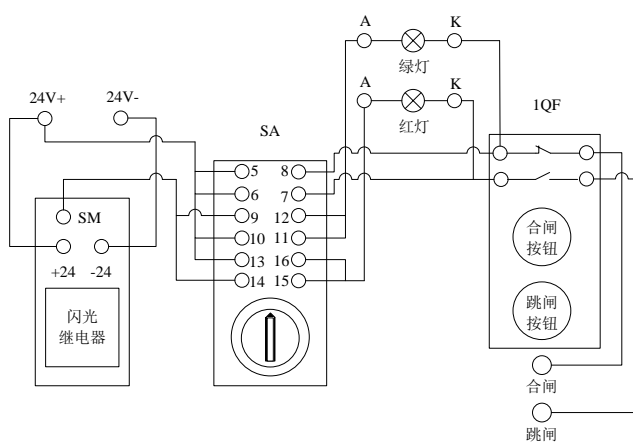 A K
绿灯
24V+ 24V-
A K
红灯
1QF
SA
5 8
6 7
SM
9 12
10 11
+24 -24
13 16
14 15
合闸
按钮
闪光
继电器
跳闸
按钮
合闸
跳闸